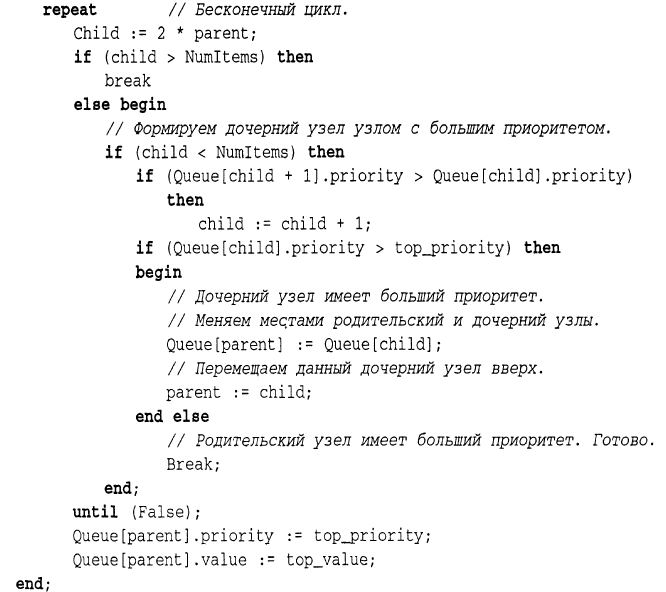 repeat // Бесконечный цикл.
Child := 2 * parent;
if (child > NumItems) then
break
else begin
// Формируем дочерний узел узлом с большим приоритетом.
if (child < NumItems) then
if (Queue[child + 1].priority > Queue[child].priority)
then
child := child + 1;
if (Queue[child].priority > top_priority) then
begin
// Дочерний узел имеет больший приоритет.
// Меняем местами родительский и дочерний узлы.
Queue[parent] := Queue[child];
// Перемещаем данный дочерний узел вверх.
parent := child;
end else
// Родительский узел имеет больший приоритет. Готово.
Break;
end;
until (False);
Queue[parent].priority := top_priority;
Queue[parent].value := top_value;
end;